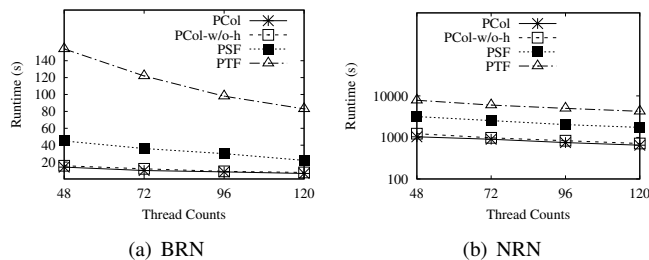 PCol
PCol-w/o-h
PSF
PTF
Runtime (s)
140
120
100
80
60
40
20
48 72 96 120
Thread Counts
(a) BRN
PCol
PCol-w/o-h
PSF
PTF
Runtime (s)
10000
1000
100
48 72 96 120
Thread Counts
(b) NRN